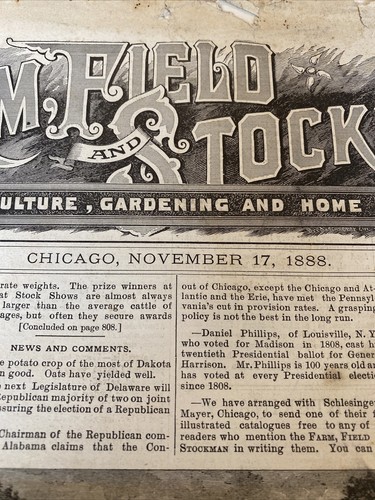 M, FIELD
AND STOCK
ULTURE, GARDENING AND HOME
CHICAGO, NOVEMBER 17, 1888.
rate weights. The prize winners at
at Stock Shows are almost always
larger than the average cattle of
ages, but often they secure awards
[Concluded on page 808.]
NEWS AND COMMENTS.
e potato crop of the most of Dakota
n good. Oats have yielded well.
next Legislature of Delaware will
Republican majority of two on joint
nsuring the election of a Republican
Chairman of the Republican com-
Alabama claims that the Con-
out of Chicago, except the Chicago and At-
lantic and the Erie, have met the Pennsyl
vania's cut in provision rates. A grasping
policy is not the best in the long run.
—Daniel Phillips, of Louisville, N. Y
who voted for Madison in 1808, cast h
twentieth Presidential ballot for Gener
Harrison. Mr. Phillips is 100 years old an
has voted at every Presidential electi
since 1808.
—We have arranged with Schlesinger
Mayer, Chicago, to send one of their f
illustrated catalogues free to any of
readers who mention the FARM, FIELD
STOCKMAN in writing them. You can